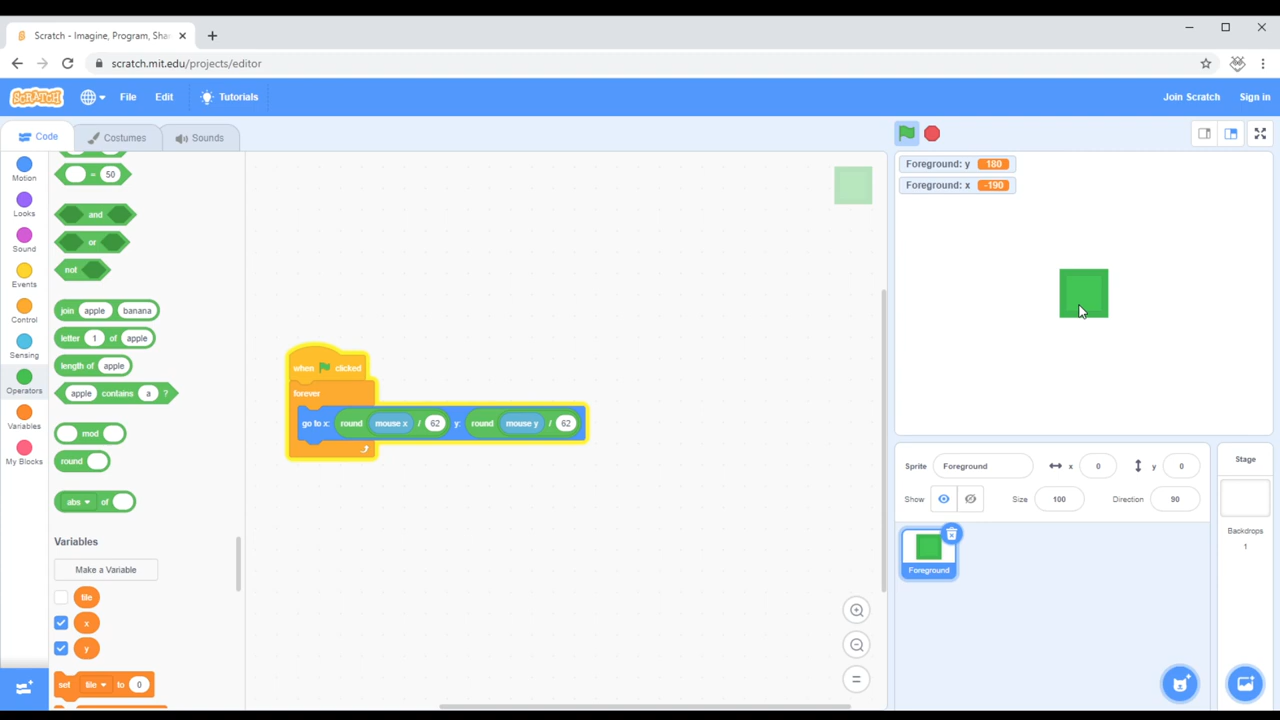 Scratch - Imagine, Program, Sha
scratch.mit.edu/projects/editor
SCRATCH
File
Edit
Tutorials
Join Scratch
Sign in
Code
Costumes
Sounds
Motion
Looks
Sound
Events
Control
Sensing
Operators
Variables
My Blocks
= 50
and
or
not
join apple banana
letter 1 of apple
length of apple
apple contains a ?
mod
round
abs of
Variables
Make a Variable
tile
x
y
set tile to 0
when clicked
forever
go to x: round mouse x / 62 y: round mouse y / 62
Foreground: y 180
Foreground: x -190
Sprite Foreground x 0 y 0
Show Size 100 Direction 90
Foreground
Stage
Backdrops
1